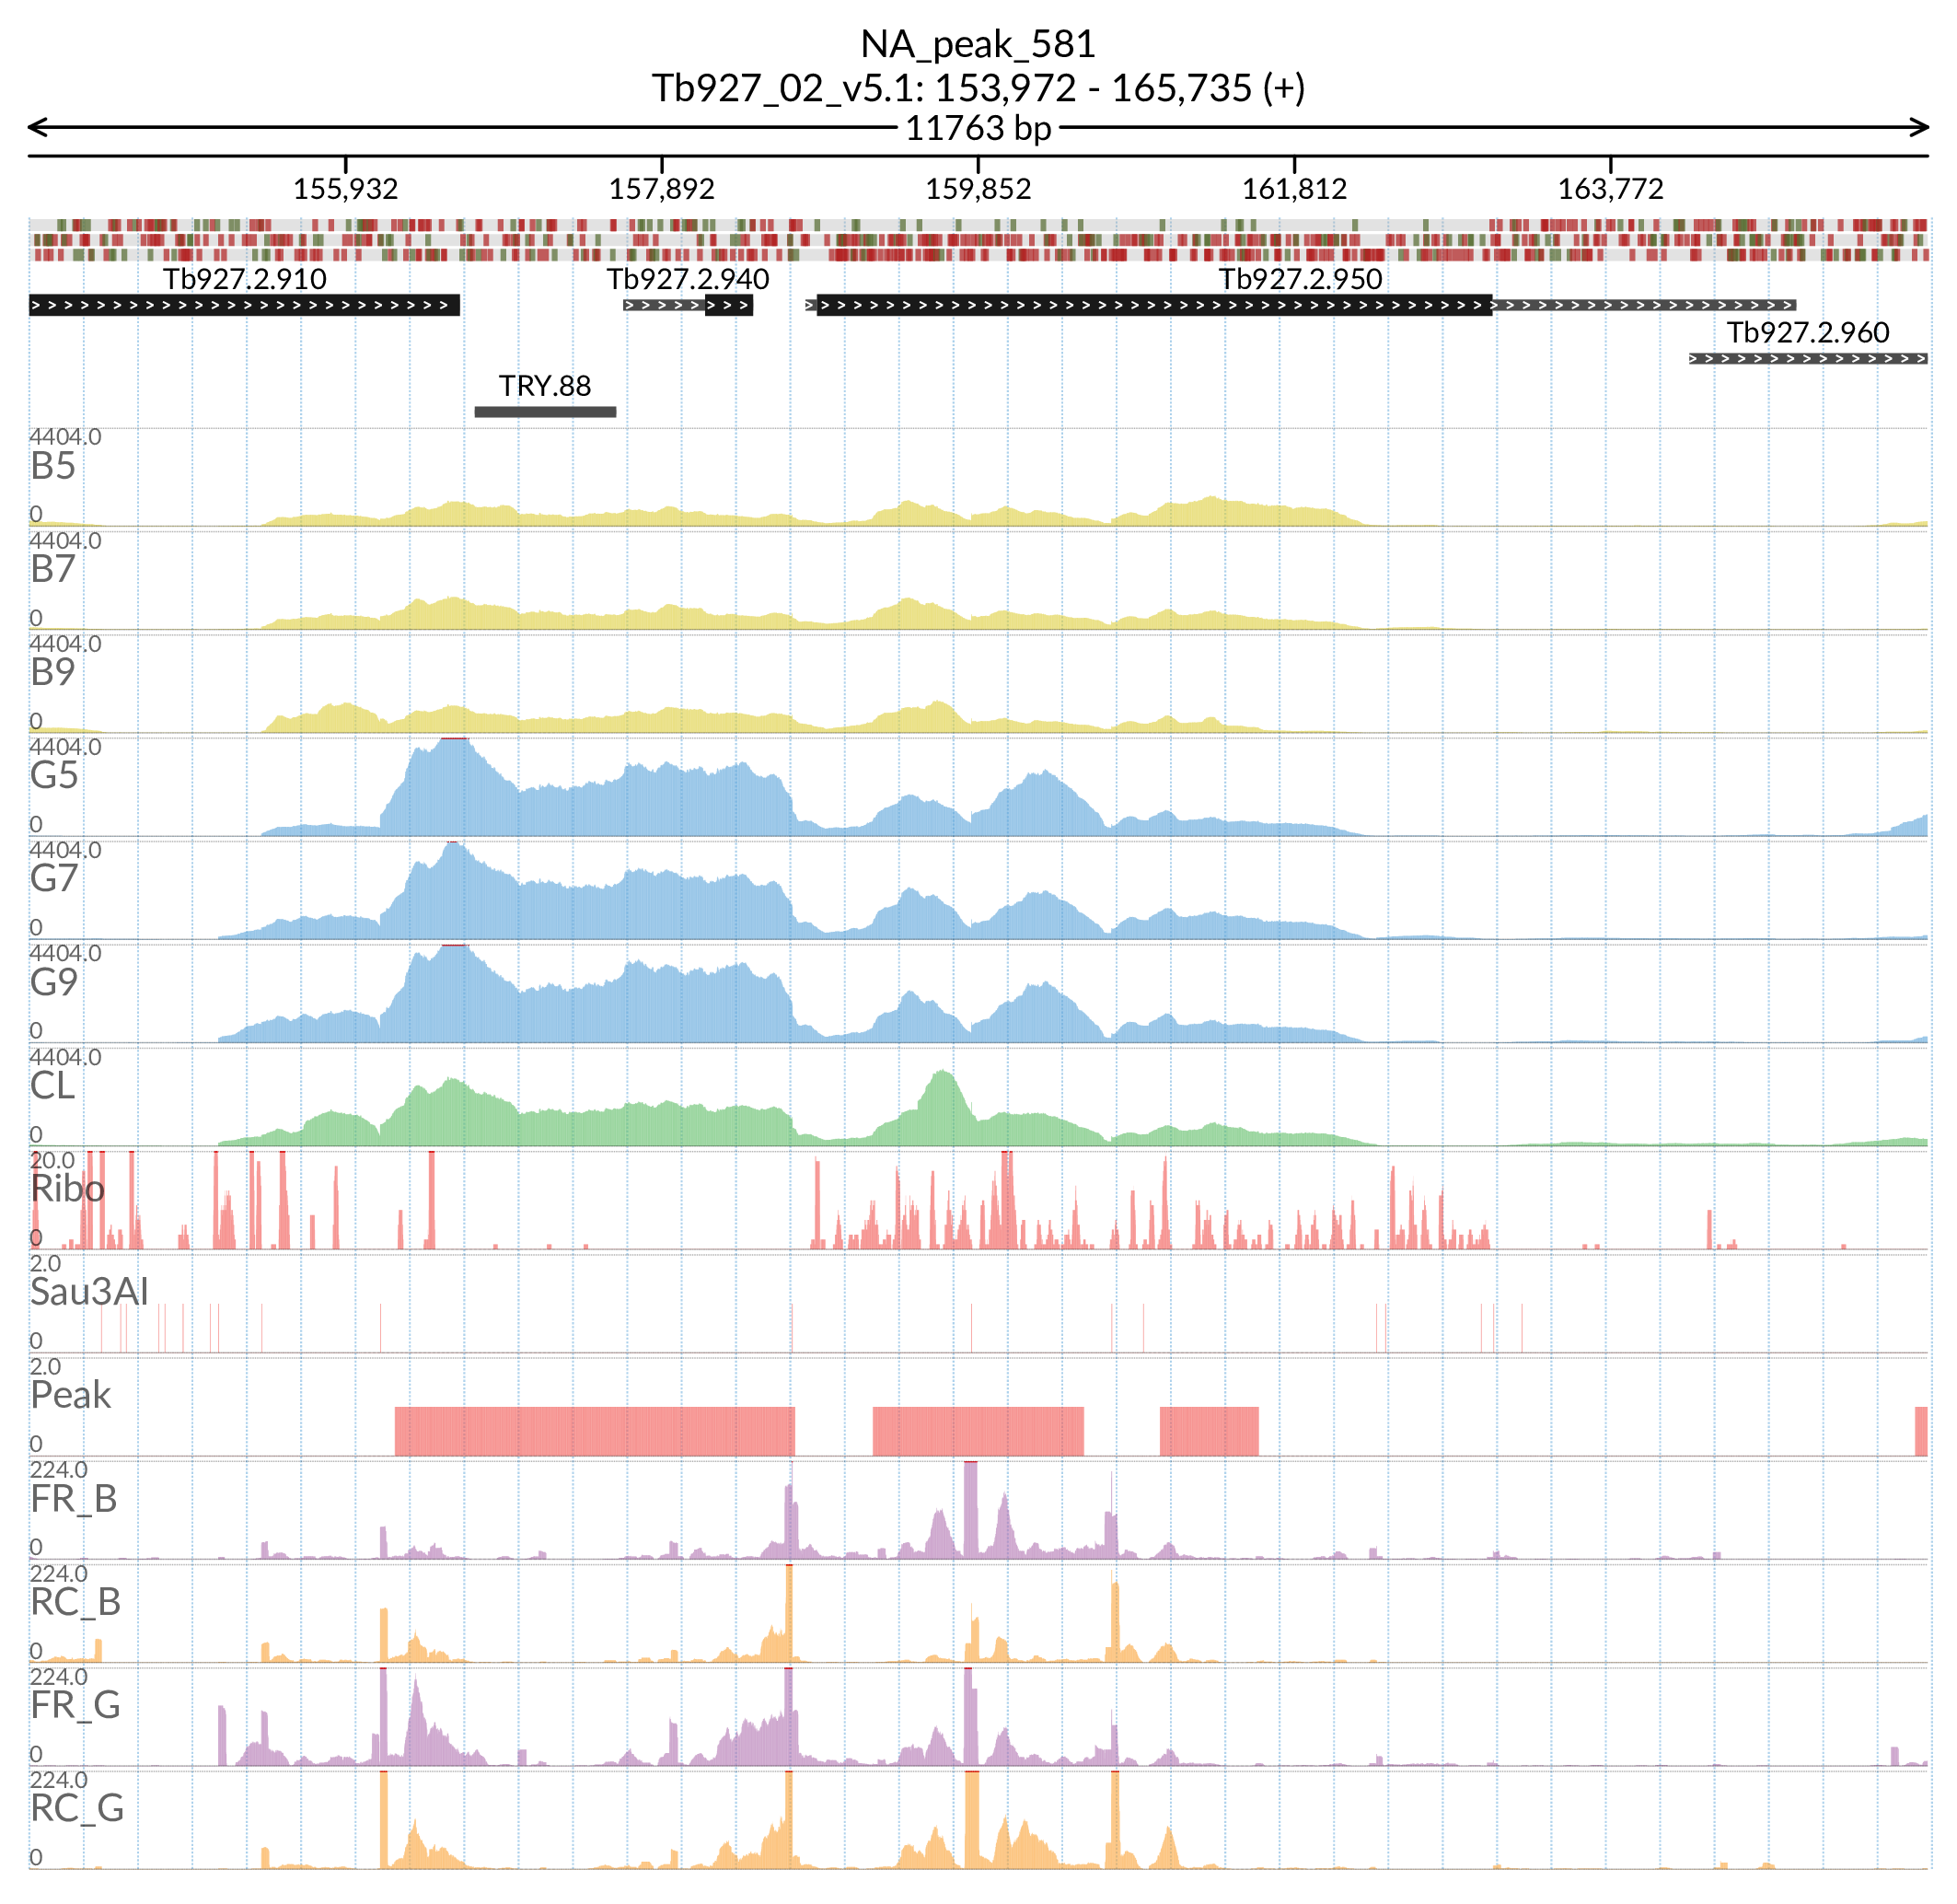 NA_peak_581
Tb927_02_v5.1: 153,972 - 165,735 (+)
11763 bp
155,932 157,892 159,852 161,812 163,772
Tb927.2.910 Tb927.2.940 Tb927.2.950
Tb927.2.960
TRY.88
4404.0
B5
0
4404.0
B7
0
4404.0
B9
0
4404.0
G5
0
4404.0
G7
0
4404.0
G9
0
4404.0
CL
0
20.0
Ribo
0
2.0
Sau3AI
0
2.0
Peak
0
224.0
FR_B
0
224.0
RC_B
0
224.0
FR_G
0
224.0
RC_G
0